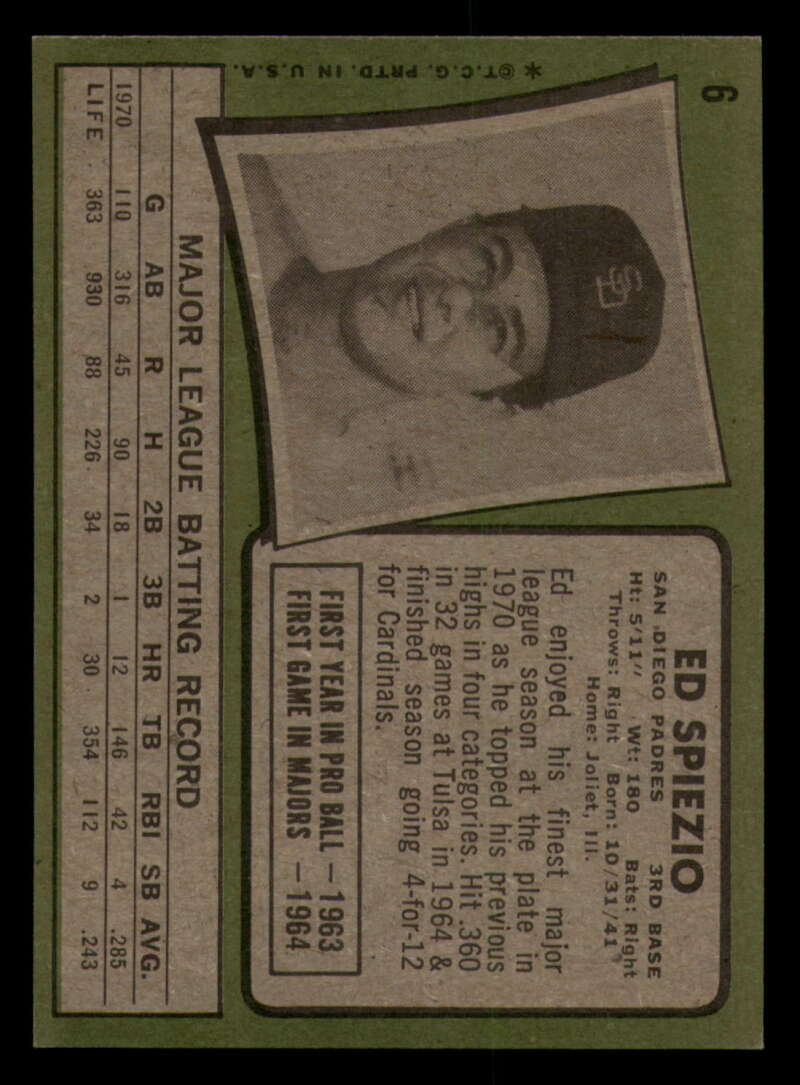 6
* ©T.C.G. PRTD. IN U.S.A.
SD
ED SPIEZIO
SAN DIEGO PADRES 3RD BASE
Ht: 5'11" Wt: 180 Bats: Right
Throws: Right Born: 10/31/41
Home: Joliet, Ill.
Ed enjoyed his finest major
league season at the plate in
1970 as he topped his previous
highs in four categories. Hit .360
in 32 games at Tulsa in 1964 &
finished season going 4-for-12
for Cardinals.
FIRST YEAR IN PRO BALL — 1963
FIRST GAME IN MAJORS — 1964
MAJOR LEAGUE BATTING RECORD
G AB R H 2B 3B HR TB RBI SB AVG.
1970 110 316 45 90 18 1 12 146 42 4 .285
LIFE 363 930 88 226 34 2 30 354 112 9 .243